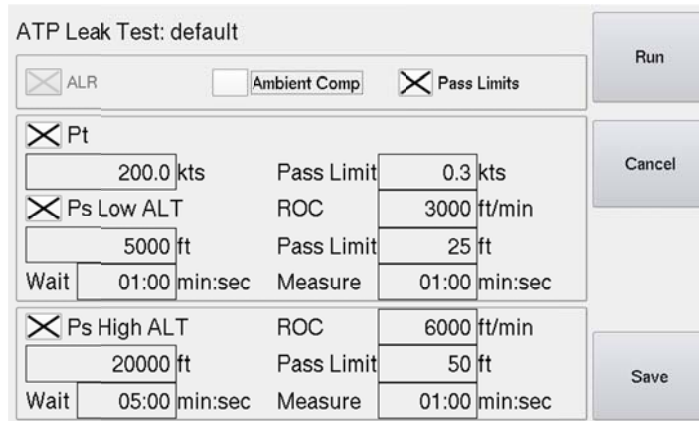 ATP Leak Test: default
Run
ALR Ambient Comp Pass Limits
Pt
200.0 kts Pass Limit 0.3 kts
Cancel
Ps Low ALT ROC 3000 ft/min
5000 ft Pass Limit 25 ft
Wait 01:00 min:sec Measure 01:00 min:sec
Ps High ALT ROC 6000 ft/min
20000 ft Pass Limit 50 ft
Save
Wait 05:00 min:sec Measure 01:00 min:sec